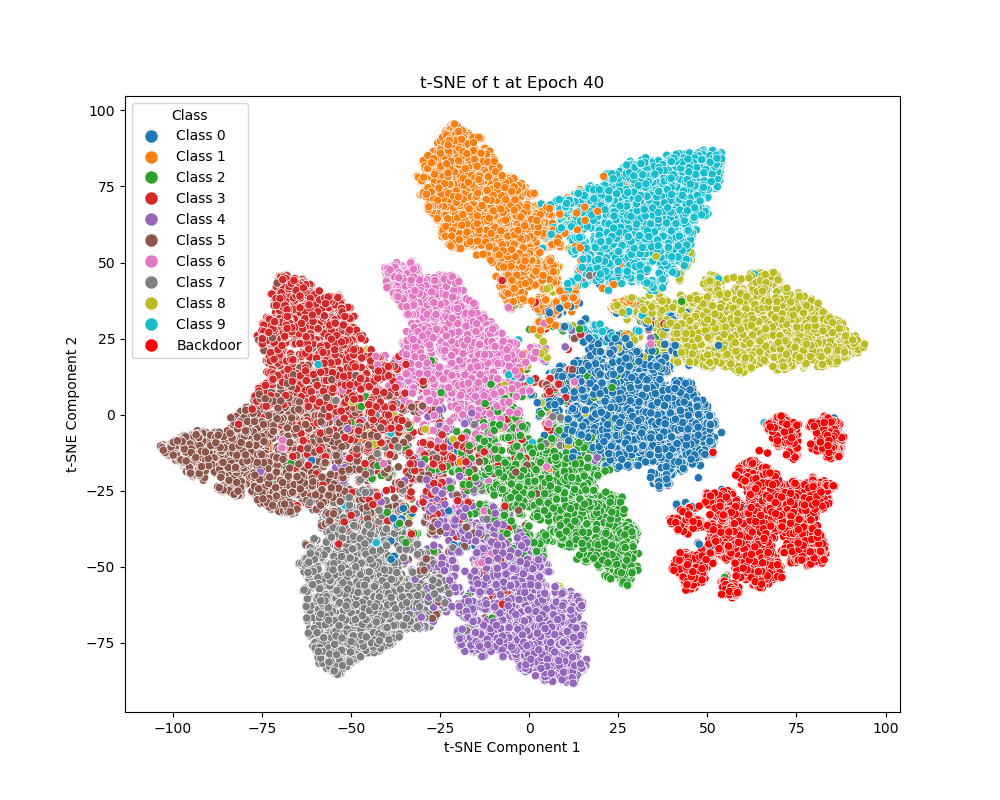 t-SNE of t at Epoch 40
Class
Class 0
Class 1
Class 2
Class 3
Class 4
Class 5
Class 6
Class 7
Class 8
Class 9
Backdoor
100
75
50
25
0
−25
−50
−75
t-SNE Component 2
−100
−75
−50
−25
0
25
50
75
100
t-SNE Component 1